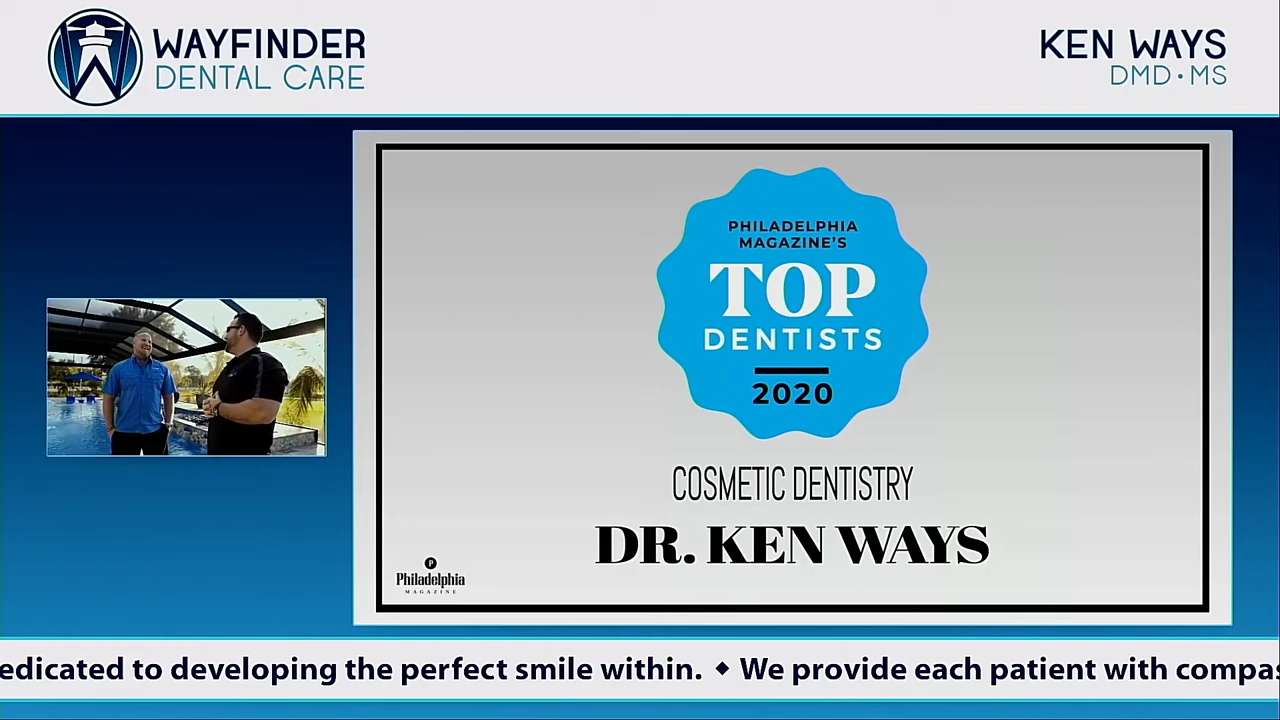 WAYFINDER
DENTAL CARE
KEN WAYS
DMD • MS
PHILADELPHIA
MAGAZINE'S
TOP
DENTISTS
2020
COSMETIC DENTISTRY
DR. KEN WAYS
P
Philadelphia
MAGAZINE
edicated to developing the perfect smile within. ◆ We provide each patient with compas